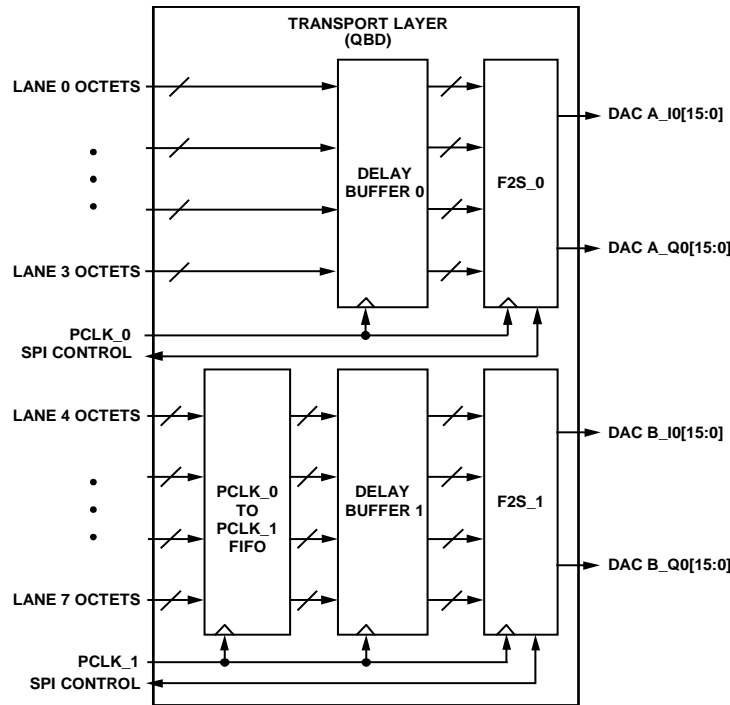 TRANSPORT LAYER
(QBD)
LANE 0 OCTETS
LANE 3 OCTETS
DELAY
BUFFER 0
F2S_0
DAC A_I0[15:0]
DAC A_Q0[15:0]
PCLK_0
SPI CONTROL
LANE 4 OCTETS
LANE 7 OCTETS
PCLK_0
TO
PCLK_1
FIFO
DELAY
BUFFER 1
F2S_1
DAC B_I0[15:0]
DAC B_Q0[15:0]
PCLK_1
SPI CONTROL